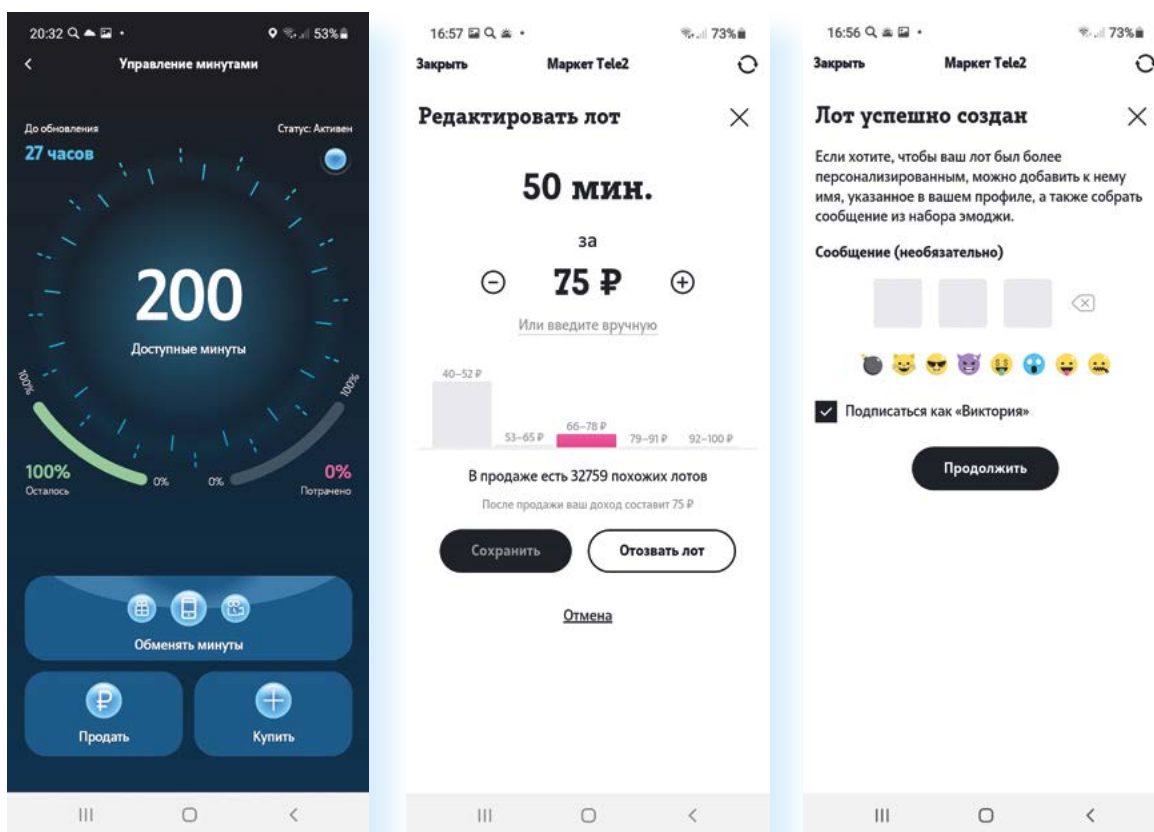 20:32
53%
Управление минутами
До обновления
27 часов
Статус: Активен
200
Доступные минуты
100%
100%
100%
Осталось
0%
0%
0%
Потрачено
Обменять минуты
Продать
Купить
16:57
73%
Закрыть
Маркет Tele2
Редактировать лот
50 мин.
за
75 ₽
Или введите вручную
40–52 ₽
53–65 ₽
66–78 ₽
79–91 ₽
92–100 ₽
В продаже есть 32759 похожих лотов
После продажи ваш доход составит 75 ₽
Сохранить
Отозвать лот
Отмена
16:56
73%
Закрыть
Маркет Tele2
Лот успешно создан
Если хотите, чтобы ваш лот был более
персонализированным, можно добавить к нему
имя, указанное в вашем профиле, а также собрать
сообщение из набора эмоджи.
Сообщение (необязательно)
Подписаться как «Виктория»
Продолжить